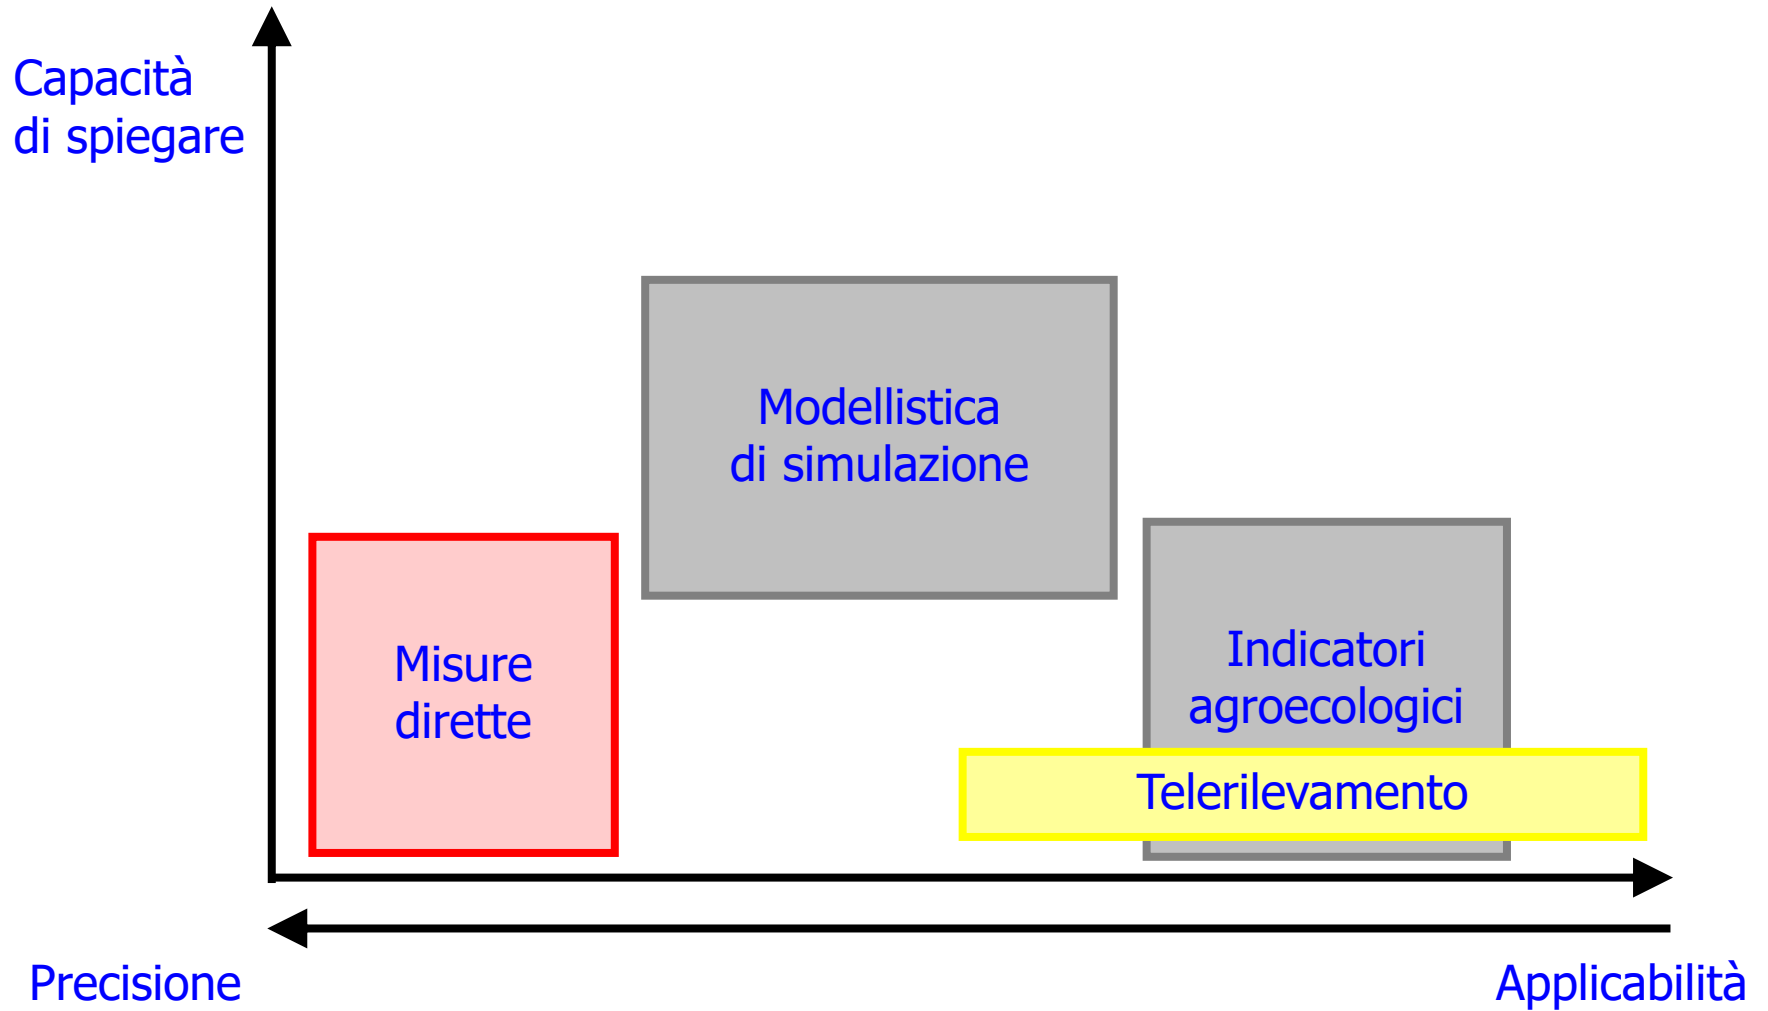 Capacità
di spiegare
Modellistica
di simulazione
Misure
dirette
Indicatori
agroecologici
Telerilevamento
Precisione
Applicabilità